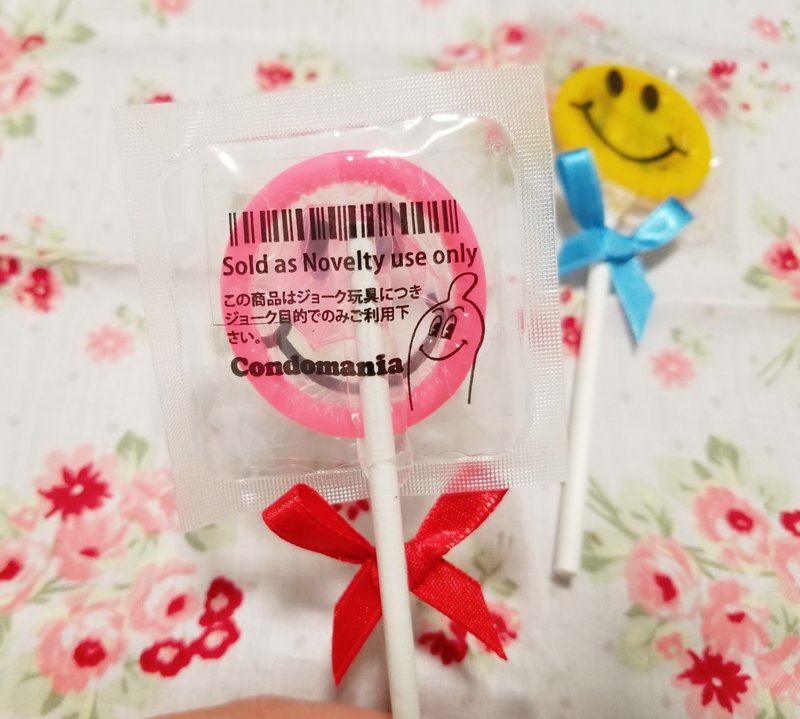 Sold as Novelty use only
この商品はジョーク玩具につき
ジョーク目的でのみご利用下
さい。
Condomania